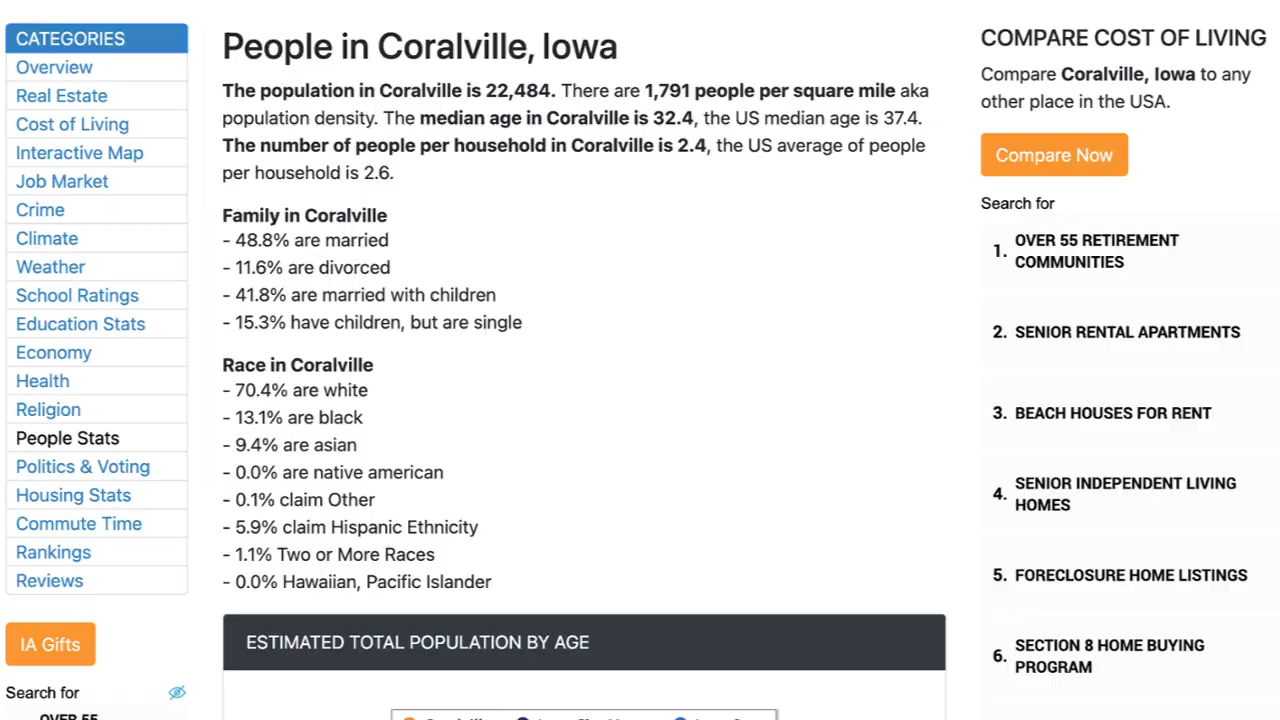 CATEGORIES
Overview
Real Estate
Cost of Living
Interactive Map
Job Market
Crime
Climate
Weather
School Ratings
Education Stats
Economy
Health
Religion
People Stats
Politics & Voting
Housing Stats
Commute Time
Rankings
Reviews
IA Gifts
Search for
OVER 55
People in Coralville, Iowa
The population in Coralville is 22,484. There are 1,791 people per square mile aka
population density. The median age in Coralville is 32.4, the US median age is 37.4.
The number of people per household in Coralville is 2.4, the US average of people
per household is 2.6.
Family in Coralville
- 48.8% are married
- 11.6% are divorced
- 41.8% are married with children
- 15.3% have children, but are single
Race in Coralville
- 70.4% are white
- 13.1% are black
- 9.4% are asian
- 0.0% are native american
- 0.1% claim Other
- 5.9% claim Hispanic Ethnicity
- 1.1% Two or More Races
- 0.0% Hawaiian, Pacific Islander
ESTIMATED TOTAL POPULATION BY AGE
COMPARE COST OF LIVING
Compare Coralville, Iowa to any
other place in the USA.
Compare Now
Search for
1. OVER 55 RETIREMENT
COMMUNITIES
2. SENIOR RENTAL APARTMENTS
3. BEACH HOUSES FOR RENT
4. SENIOR INDEPENDENT LIVING
HOMES
5. FORECLOSURE HOME LISTINGS
6. SECTION 8 HOME BUYING
PROGRAM